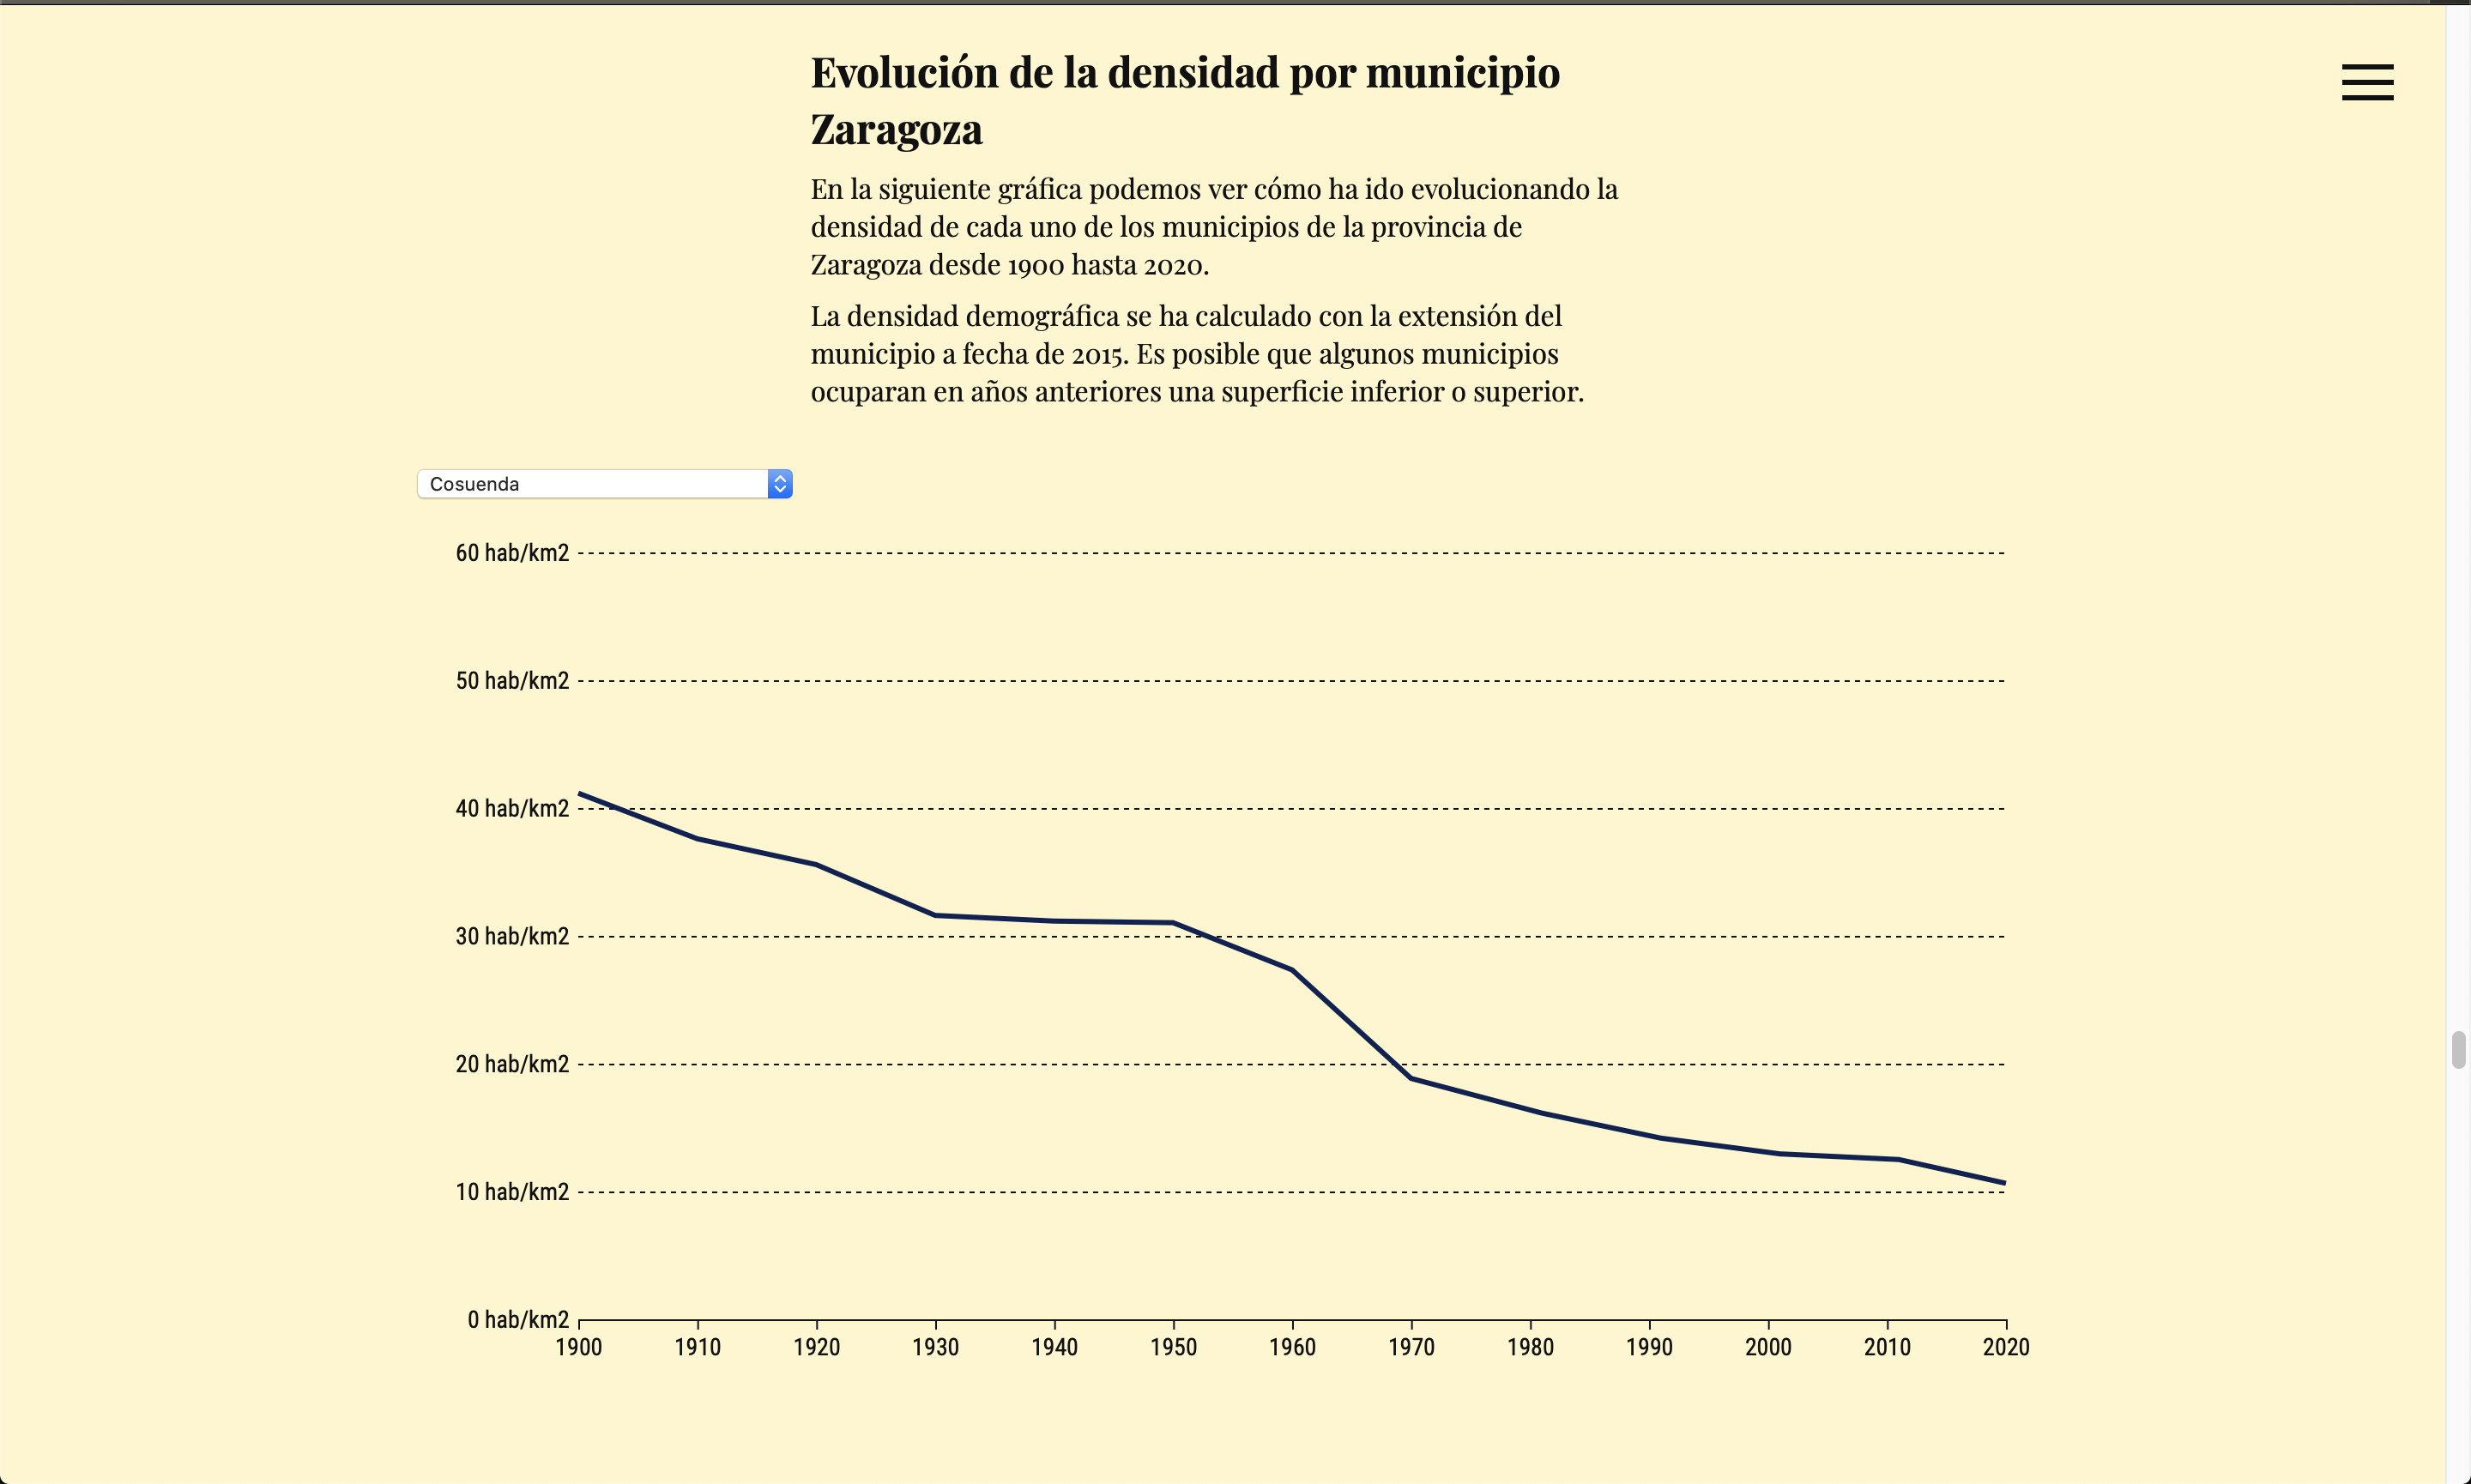 Evolución de la densidad por municipio
Zaragoza
En la siguiente gráfica podemos ver cómo ha ido evolucionando la
densidad de cada uno de los municipios de la provincia de
Zaragoza desde 1900 hasta 2020.
La densidad demográfica se ha calculado con la extensión del
municipio a fecha de 2015. Es posible que algunos municipios
ocuparan en años anteriores una superficie inferior o superior.
Cosuenda
60 hab/km2
50 hab/km2
40 hab/km2
30 hab/km2
20 hab/km2
10 hab/km2
0 hab/km2
1900 1910 1920 1930 1940 1950 1960 1970 1980 1990 2000 2010 2020